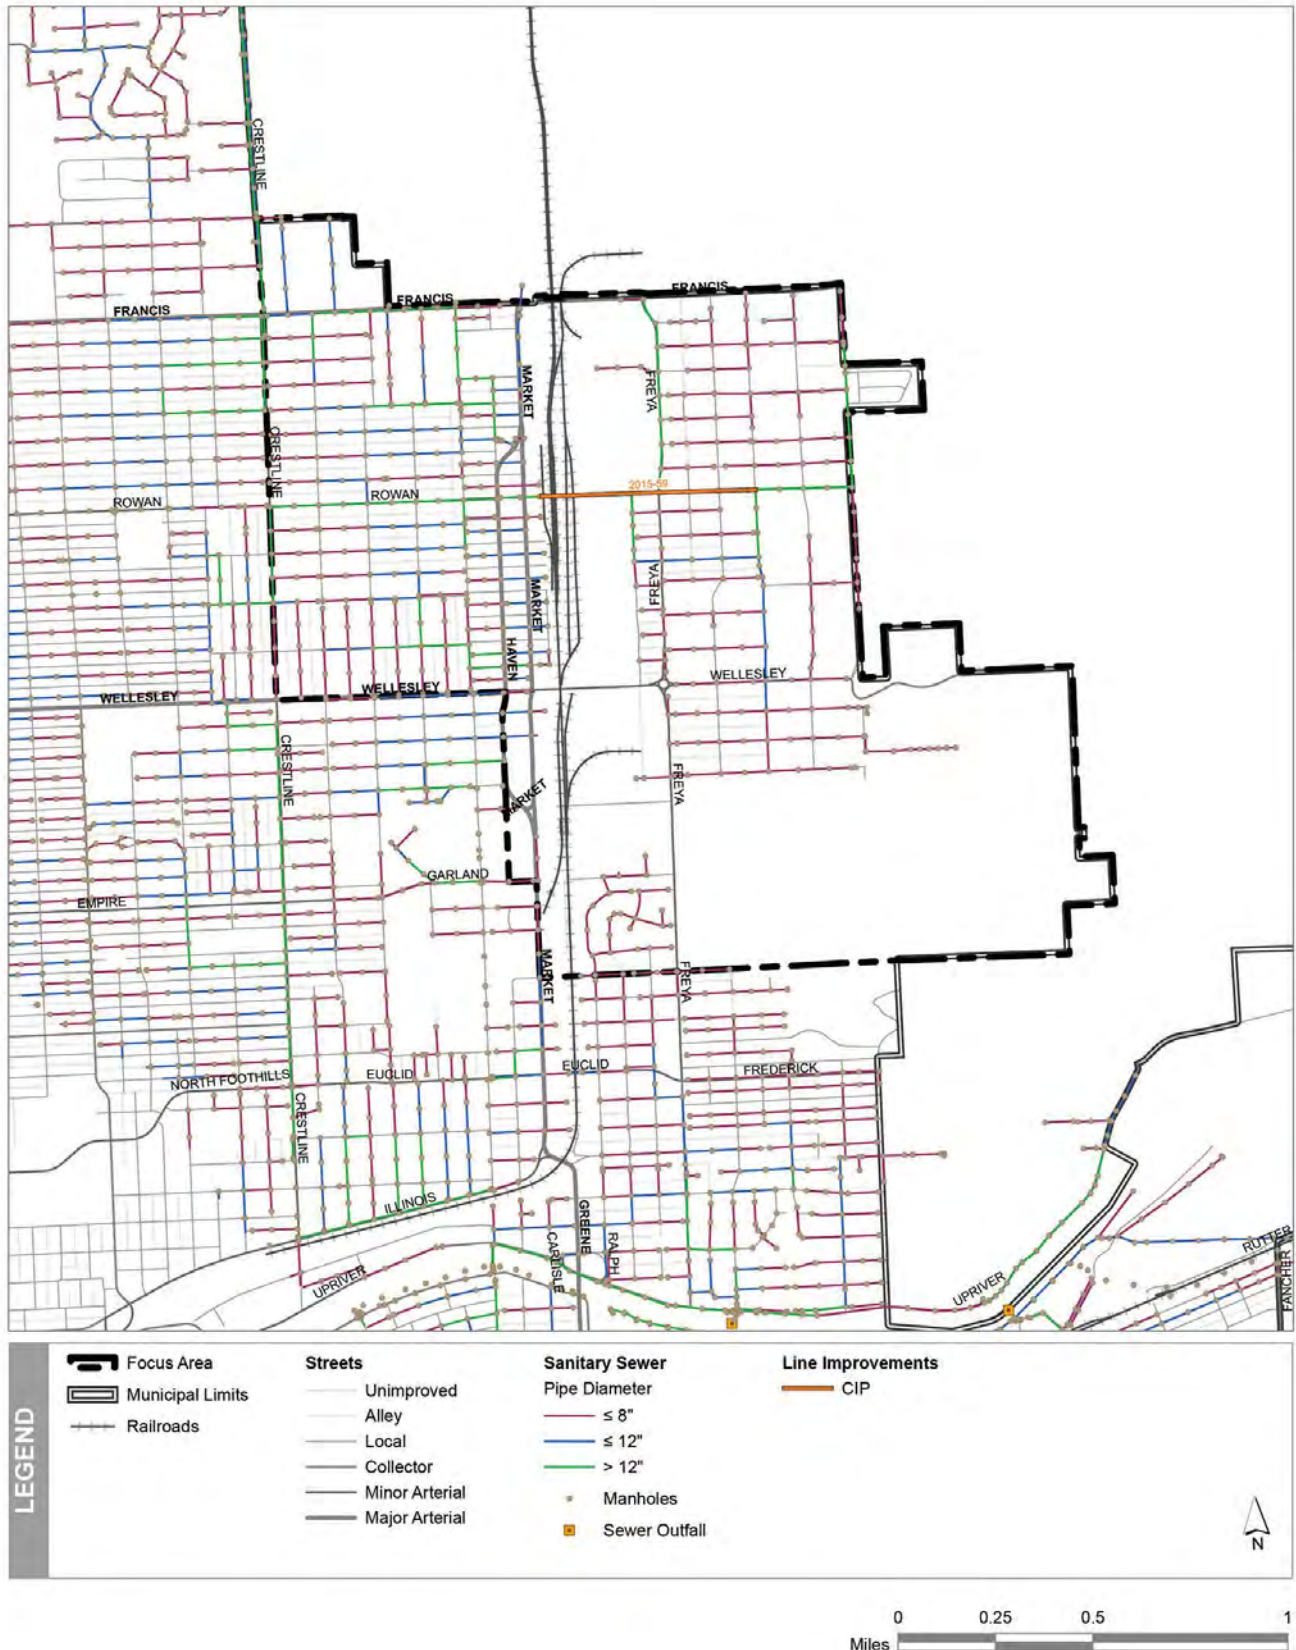 CRESTLINE
FRANCIS
FRANCIS
FRANCIS
MARKET
FREYA
CRESTLINE
2015-59
ROWAN
ROWAN
FREYA
MARKET
HAVEN
WELLESLEY
WELLESLEY
WELLESLEY
CRESTLINE
FREYA
MARKET
GARLAND
EMPIRE
MARKET
FREYA
NORTH FOOTHILLS
EUCLID
EUCLID
FREDERICK
CRESTLINE
ILLINOIS
GREENE
CARLISLE
RALPH
UPRIVER
UPRIVER
RUTTER
FANCHER
LEGEND
Focus Area
Municipal Limits
Railroads
Streets
Unimproved
Alley
Local
Collector
Minor Arterial
Major Arterial
Sanitary Sewer
Pipe Diameter
≤ 8"
≤ 12"
> 12"
Manholes
Sewer Outfall
Line Improvements
CIP
N
0 0.25 0.5 1
Miles